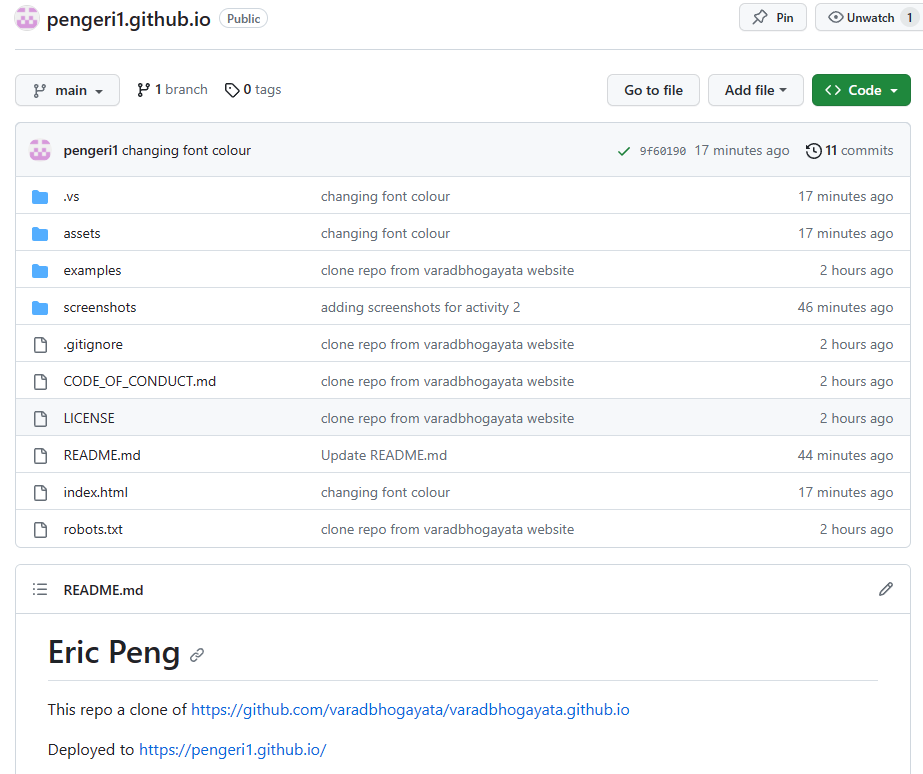 pengeri1.github.io Public Pin Unwatch 1
main 1 branch 0 tags Go to file Add file Code
pengeri1 changing font colour 9f60190 17 minutes ago 11 commits
.vs changing font colour 17 minutes ago
assets changing font colour 17 minutes ago
examples clone repo from varadbhogayata website 2 hours ago
screenshots adding screenshots for activity 2 46 minutes ago
.gitignore clone repo from varadbhogayata website 2 hours ago
CODE_OF_CONDUCT.md clone repo from varadbhogayata website 2 hours ago
LICENSE clone repo from varadbhogayata website 2 hours ago
README.md Update README.md 44 minutes ago
index.html changing font colour 17 minutes ago
robots.txt clone repo from varadbhogayata website 2 hours ago
README.md
Eric Peng
This repo a clone of https://github.com/varadbhogayata/varadbhogayata.github.io
Deployed to https://pengeri1.github.io/